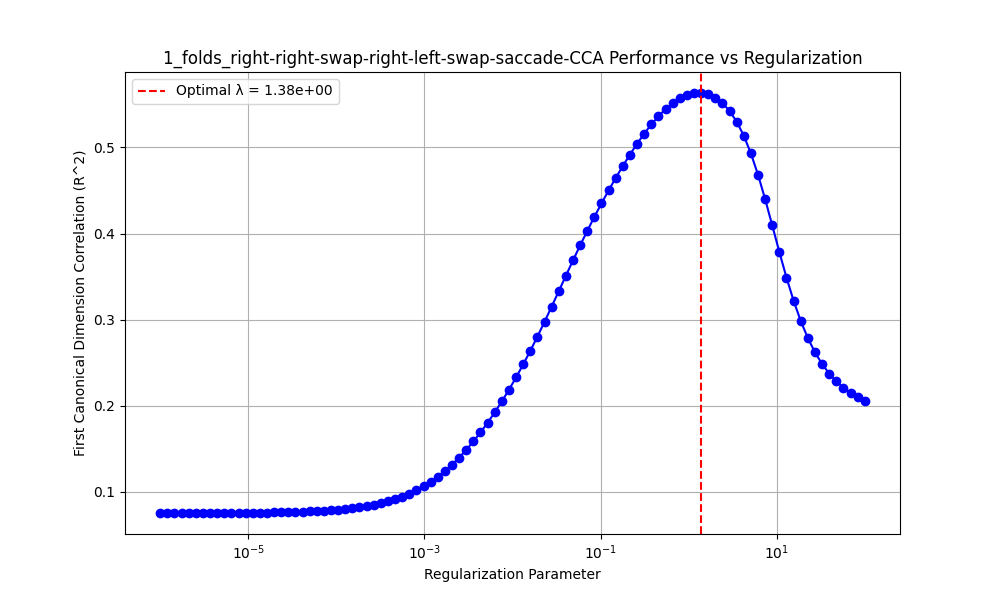 1_folds_right-right-swap-right-left-swap-saccade-CCA Performance vs Regularization
Optimal λ = 1.38e+00
First Canonical Dimension Correlation (R^2)
0.5
0.4
0.3
0.2
0.1
10⁻⁵
10⁻³
10⁻¹
10¹
Regularization Parameter